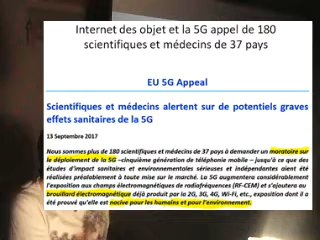 Internet des objet et la 5G appel de 180
scientifiques et médecins de 37 pays
EU 5G Appeal
Scientifiques et médecins alertent sur de potentiels graves
effets sanitaires de la 5G
13 Septembre 2017
Nous sommes plus de 180 scientifiques et médecins de 37 pays à demander un moratoire sur
le déploiement de la 5G –cinquième génération de téléphonie mobile – jusqu'à ce que des
études d'impact sanitaires et environnementales sérieuses et indépendantes aient été
réalisées préalablement à toute mise sur le marché. La 5G augmentera considérablement
l'exposition aux champs électromagnétiques de radiofréquences (RF-CEM) et s'ajoutera au
brouillard électromagnétique déjà produit par la 2G, 3G, 4G, Wi-Fi, etc., exposition dont il a
été prouvé qu'elle est nocive pour les humains et pour l'environnement.